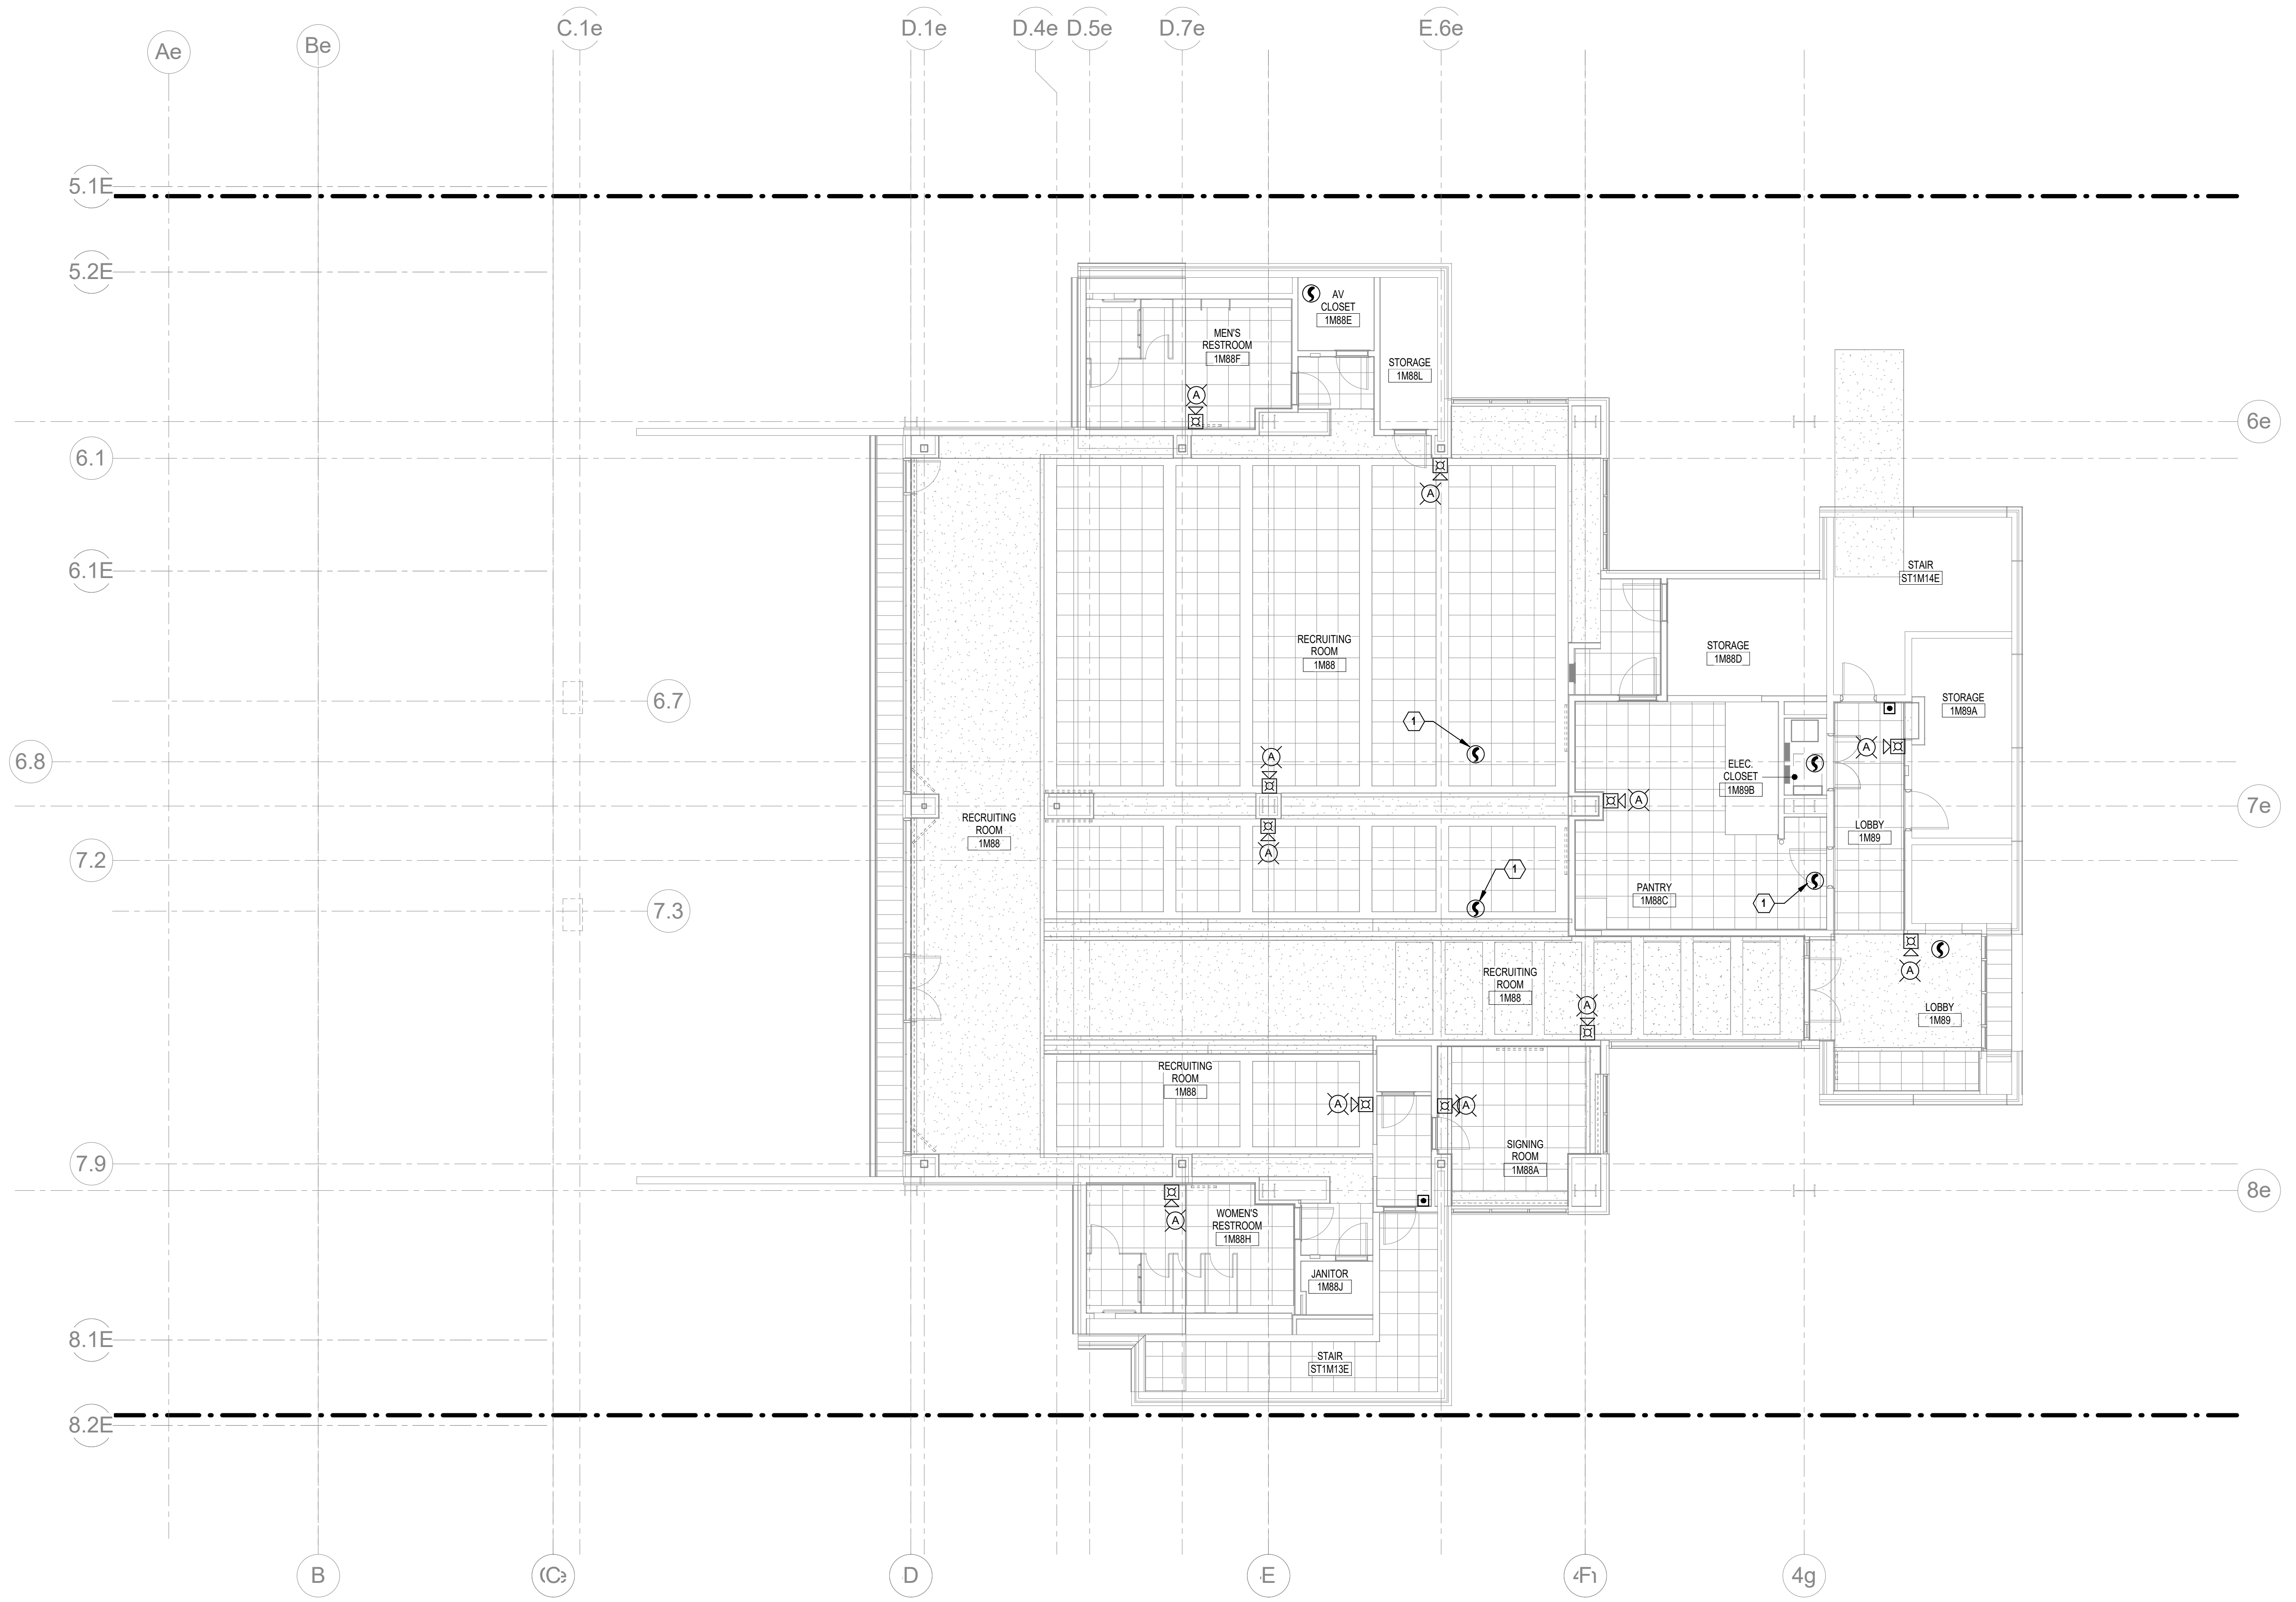 C.1e
D.1e
D.4e
D.5e
D.7e
E.6e
Ae
Be
5.1E
5.2E
AV
CLOSET
1M88E
MEN'S
RESTROOM
1M88F
STORAGE
1M88L
A
6e
6.1
A
6.1E
STAIR
ST1M14E
RECRUITING
ROOM
1M88
STORAGE
1M88D
6.7
STORAGE
1M89A
1
A
A
6.8
ELEC.
CLOSET
1M89B
A
7e
RECRUITING
ROOM
1M88
LOBBY
1M89
A
7.2
1
PANTRY
1M88C
1
7.3
A
RECRUITING
ROOM
1M88
A
LOBBY
1M89
RECRUITING
ROOM
1M88
A
A
SIGNING
ROOM
1M88A
7.9
8e
A
WOMEN'S
RESTROOM
1M88H
JANITOR
1M88J
8.1E
STAIR
ST1M13E
8.2E
B
D
E
4g